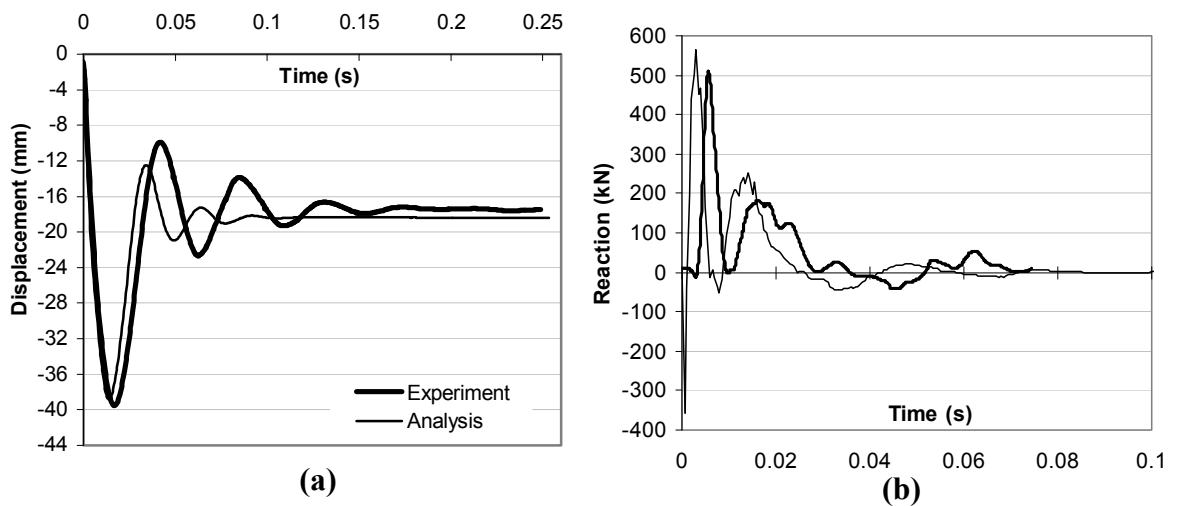 0 0.05 0.1 0.15 0.2 0.25
Time (s)
0
-4
-8
-12
-16
-20
-24
-28
-32
-36
-40
-44
Displacement (mm)
Experiment
Analysis
(a)
600
500
400
300
200
100
0
-100
-200
-300
-400
Reaction (kN)
Time (s)
0 0.02 0.04 0.06 0.08 0.1
(b)